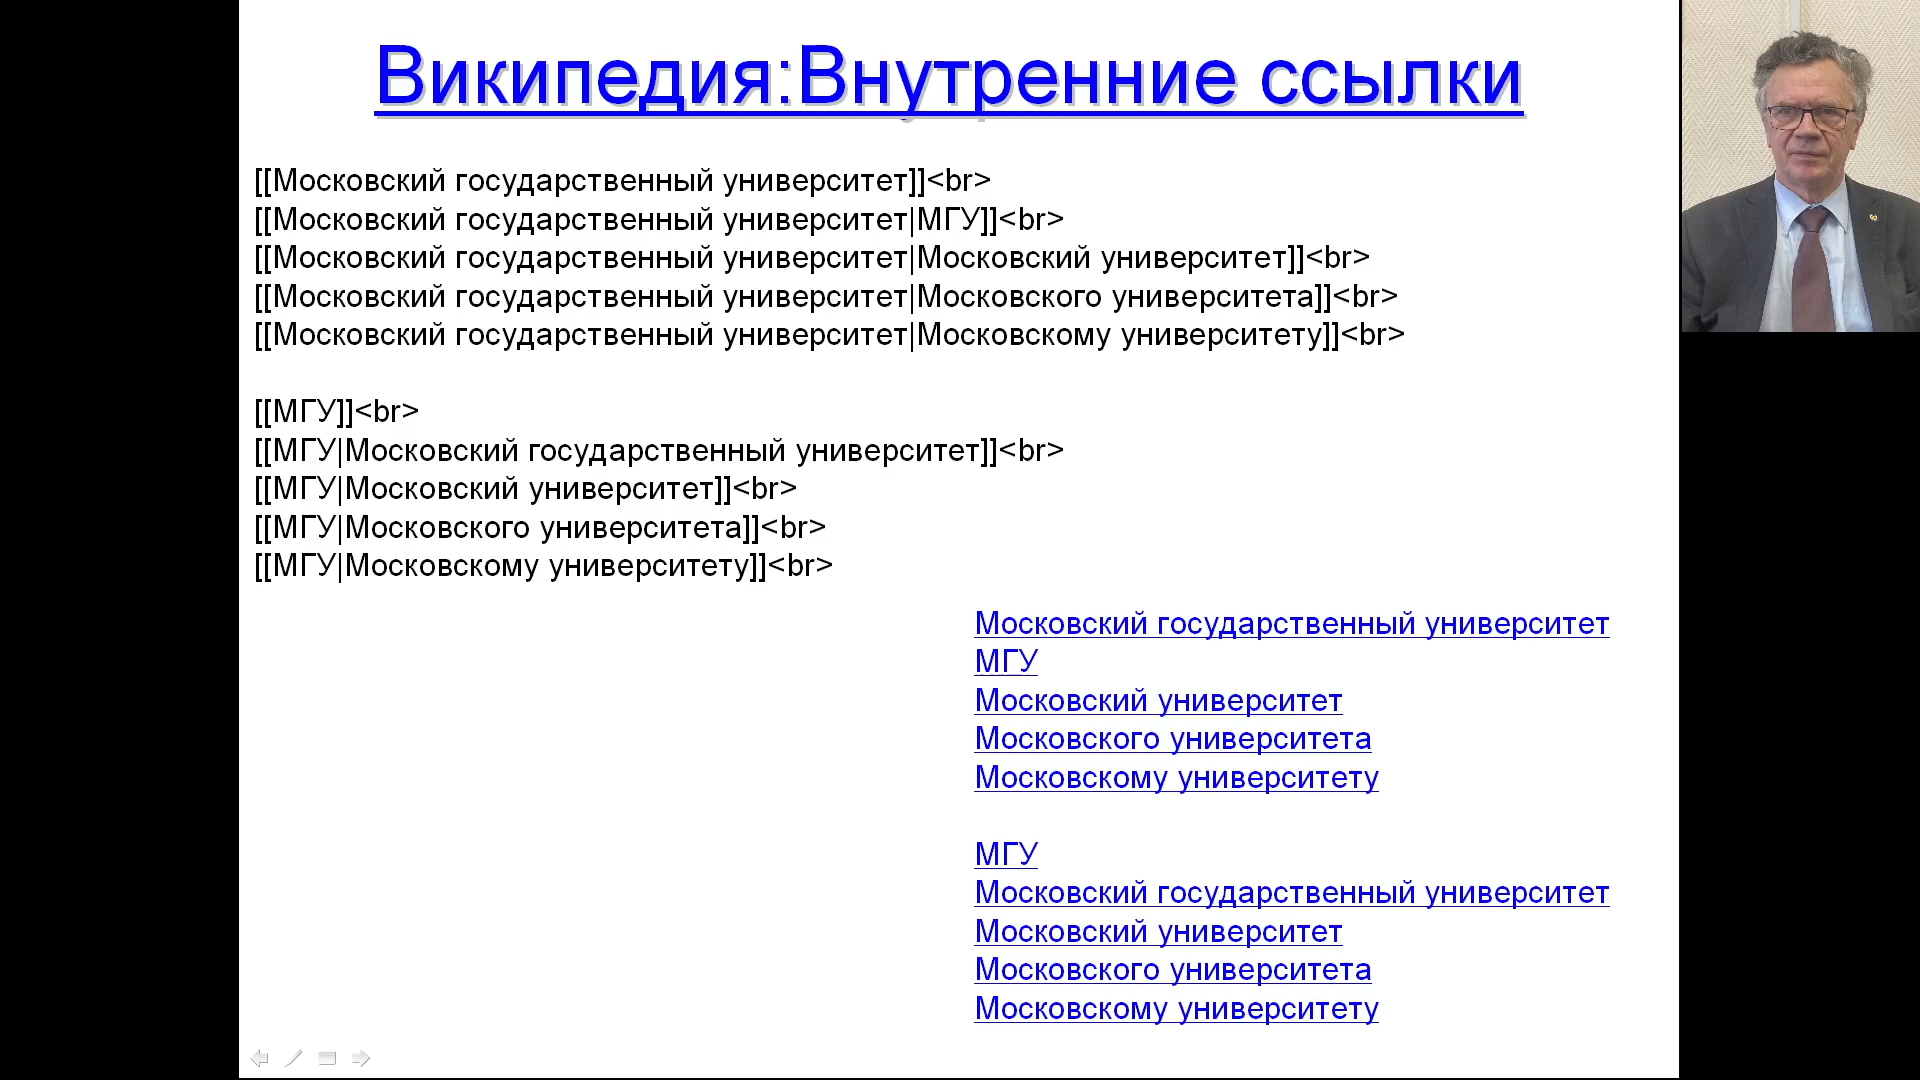 Википедия:Внутренние ссылки
[[Московский государственный университет]]<br>
[[Московский государственный университет|МГУ]]<br>
[[Московский государственный университет|Московский университет]]<br>
[[Московский государственный университет|Московского университета]]<br>
[[Московский государственный университет|Московскому университету]]<br>
[[МГУ]]<br>
[[МГУ|Московский государственный университет]]<br>
[[МГУ|Московский университет]]<br>
[[МГУ|Московского университета]]<br>
[[МГУ|Московскому университету]]<br>
Московский государственный университет
МГУ
Московский университет
Московского университета
Московскому университету
МГУ
Московский государственный университет
Московский университет
Московского университета
Московскому университету